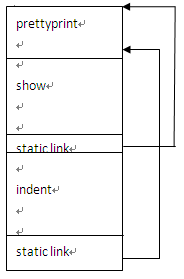 prettyprint↵
↵
show↵
↵
↵
static link↵
indent↵
↵
↵
static link↵